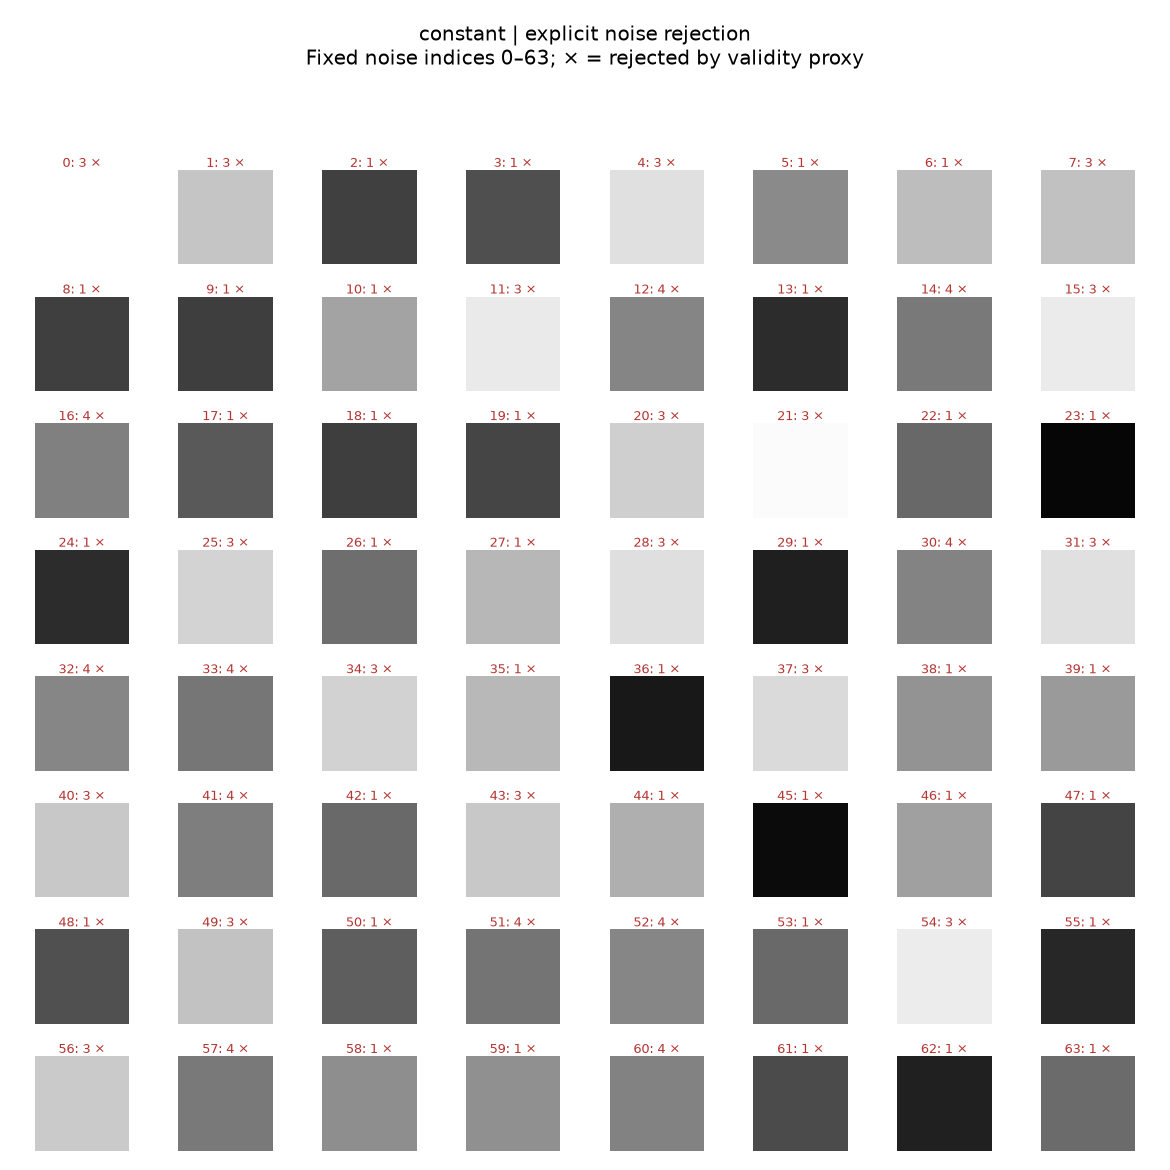 constant | explicit noise rejection
Fixed noise indices 0–63; × = rejected by validity proxy
0: 3 × 1: 3 × 2: 1 × 3: 1 × 4: 3 × 5: 1 × 6: 1 × 7: 3 ×
8: 1 × 9: 1 × 10: 1 × 11: 3 × 12: 4 × 13: 1 × 14: 4 × 15: 3 ×
16: 4 × 17: 1 × 18: 1 × 19: 1 × 20: 3 × 21: 3 × 22: 1 × 23: 1 ×
24: 1 × 25: 3 × 26: 1 × 27: 1 × 28: 3 × 29: 1 × 30: 4 × 31: 3 ×
32: 4 × 33: 4 × 34: 3 × 35: 1 × 36: 1 × 37: 3 × 38: 1 × 39: 1 ×
40: 3 × 41: 4 × 42: 1 × 43: 3 × 44: 1 × 45: 1 × 46: 1 × 47: 1 ×
48: 1 × 49: 3 × 50: 1 × 51: 4 × 52: 4 × 53: 1 × 54: 3 × 55: 1 ×
56: 3 × 57: 4 × 58: 1 × 59: 1 × 60: 4 × 61: 1 × 62: 1 × 63: 1 ×